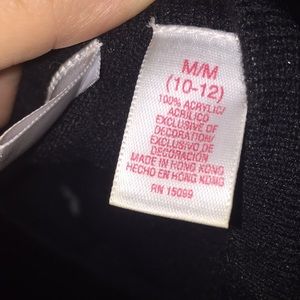 M/M
(10-12)
100% ACRYLIC/
ACRILICO
EXCLUSIVE OF
DECORATION/
EXCLUSIVO DE
DECORACION
MADE IN HONG KONG
HECHO EN HONG KONG
RN 15099